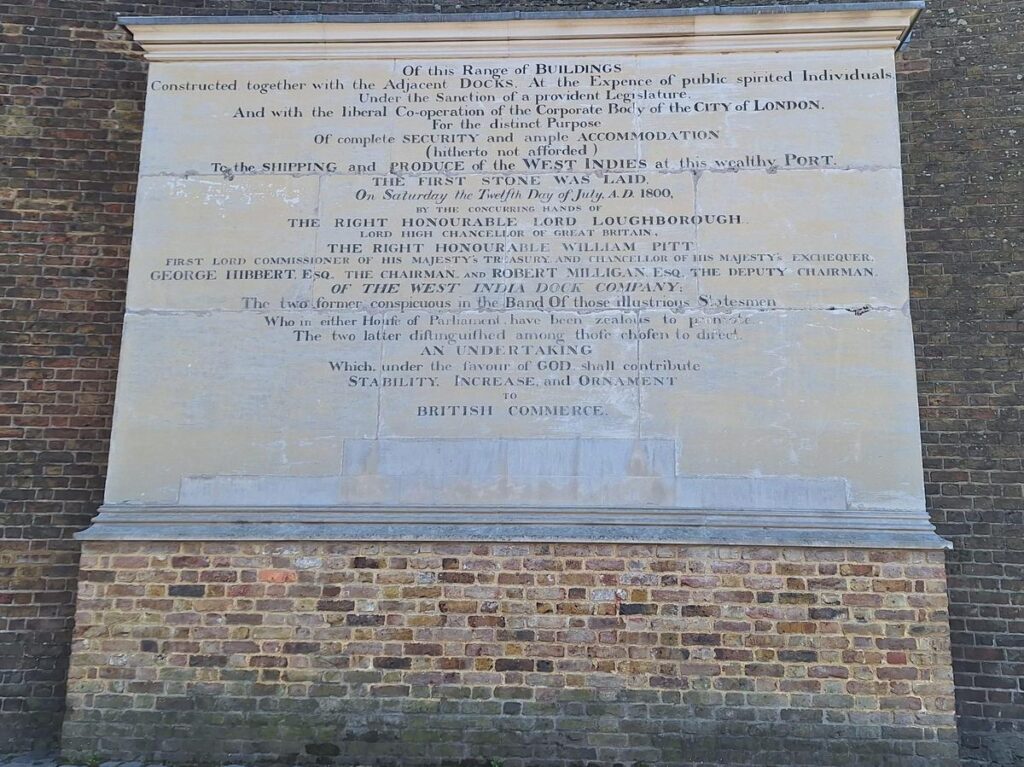 Of this Range of BUILDINGS
Constructed together with the Adjacent DOCKS, At the Expence of public spirited Individuals,
Under the Sanction of a provident Legislature,
And with the liberal Co-operation of the Corporate Body of the CITY of LONDON,
For the distinct Purpose
Of complete SECURITY and ample ACCOMMODATION
(hitherto not afforded)
To the SHIPPING and PRODUCE of the WEST INDIES at this wealthy PORT.
THE FIRST STONE WAS LAID,
On Saturday the Twelfth Day of July, A.D. 1800,
BY THE CONCURRING HANDS OF
THE RIGHT HONOURABLE LORD LOUGHBOROUGH,
LORD HIGH CHANCELLOR OF GREAT BRITAIN,
THE RIGHT HONOURABLE WILLIAM PITT
FIRST LORD COMMISSIONER OF HIS MAJESTY'S TREASURY, AND CHANCELLOR OF HIS MAJESTY'S EXCHEQUER,
GEORGE HIBBERT, ESQ. THE CHAIRMAN, AND ROBERT MILLIGAN, ESQ. THE DEPUTY CHAIRMAN,
OF THE WEST INDIA DOCK COMPANY;
The two former conspicuous in the Band Of those illustrious Statesmen
Who in either Houſe of Parliament, have been zealous to promote,
The two latter diſtinguiſhed among thoſe choſen to direct,
AN UNDERTAKING
Which, under the favour of GOD, shall contribute
STABILITY, INCREASE, and ORNAMENT
TO
BRITISH COMMERCE.